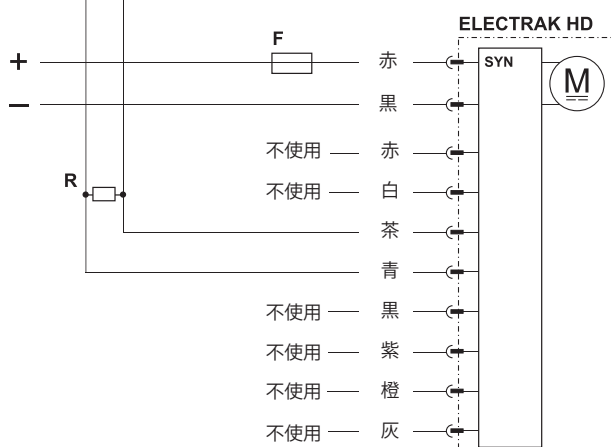 ELECTRAK HD
F
+ 赤 SYN
M
− 黒
不使用 赤
R 不使用 白
茶
青
不使用 黒
不使用 紫
不使用 橙
不使用 灰